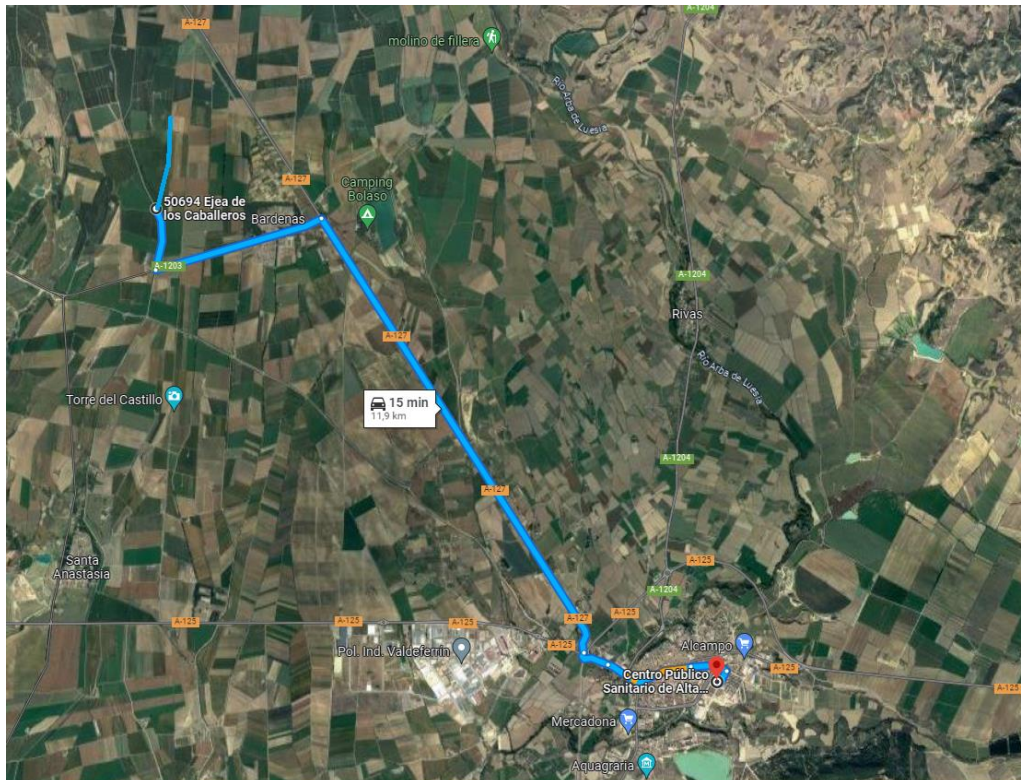 A-127
A-1204
molino de fillera
Río Arba de Luesia
A-127
50694 Ejea de
los Caballeros
Bardenas
Camping
Bolaso
A-1203
A-1204
Rivas
A-127
Río Arba de Luesia
Torre del Castillo
15 min
11,9 km
A-1204
A-127
Santa
Anastasia
A-125
A-1204
A-125
A-125
A-125
A-127
A-125
A-125
Pol. Ind. Valdeferrín
Alcampo
A-125
A-125
Centro Público
Sanitario de Alta...
Mercadona
Aquagraria